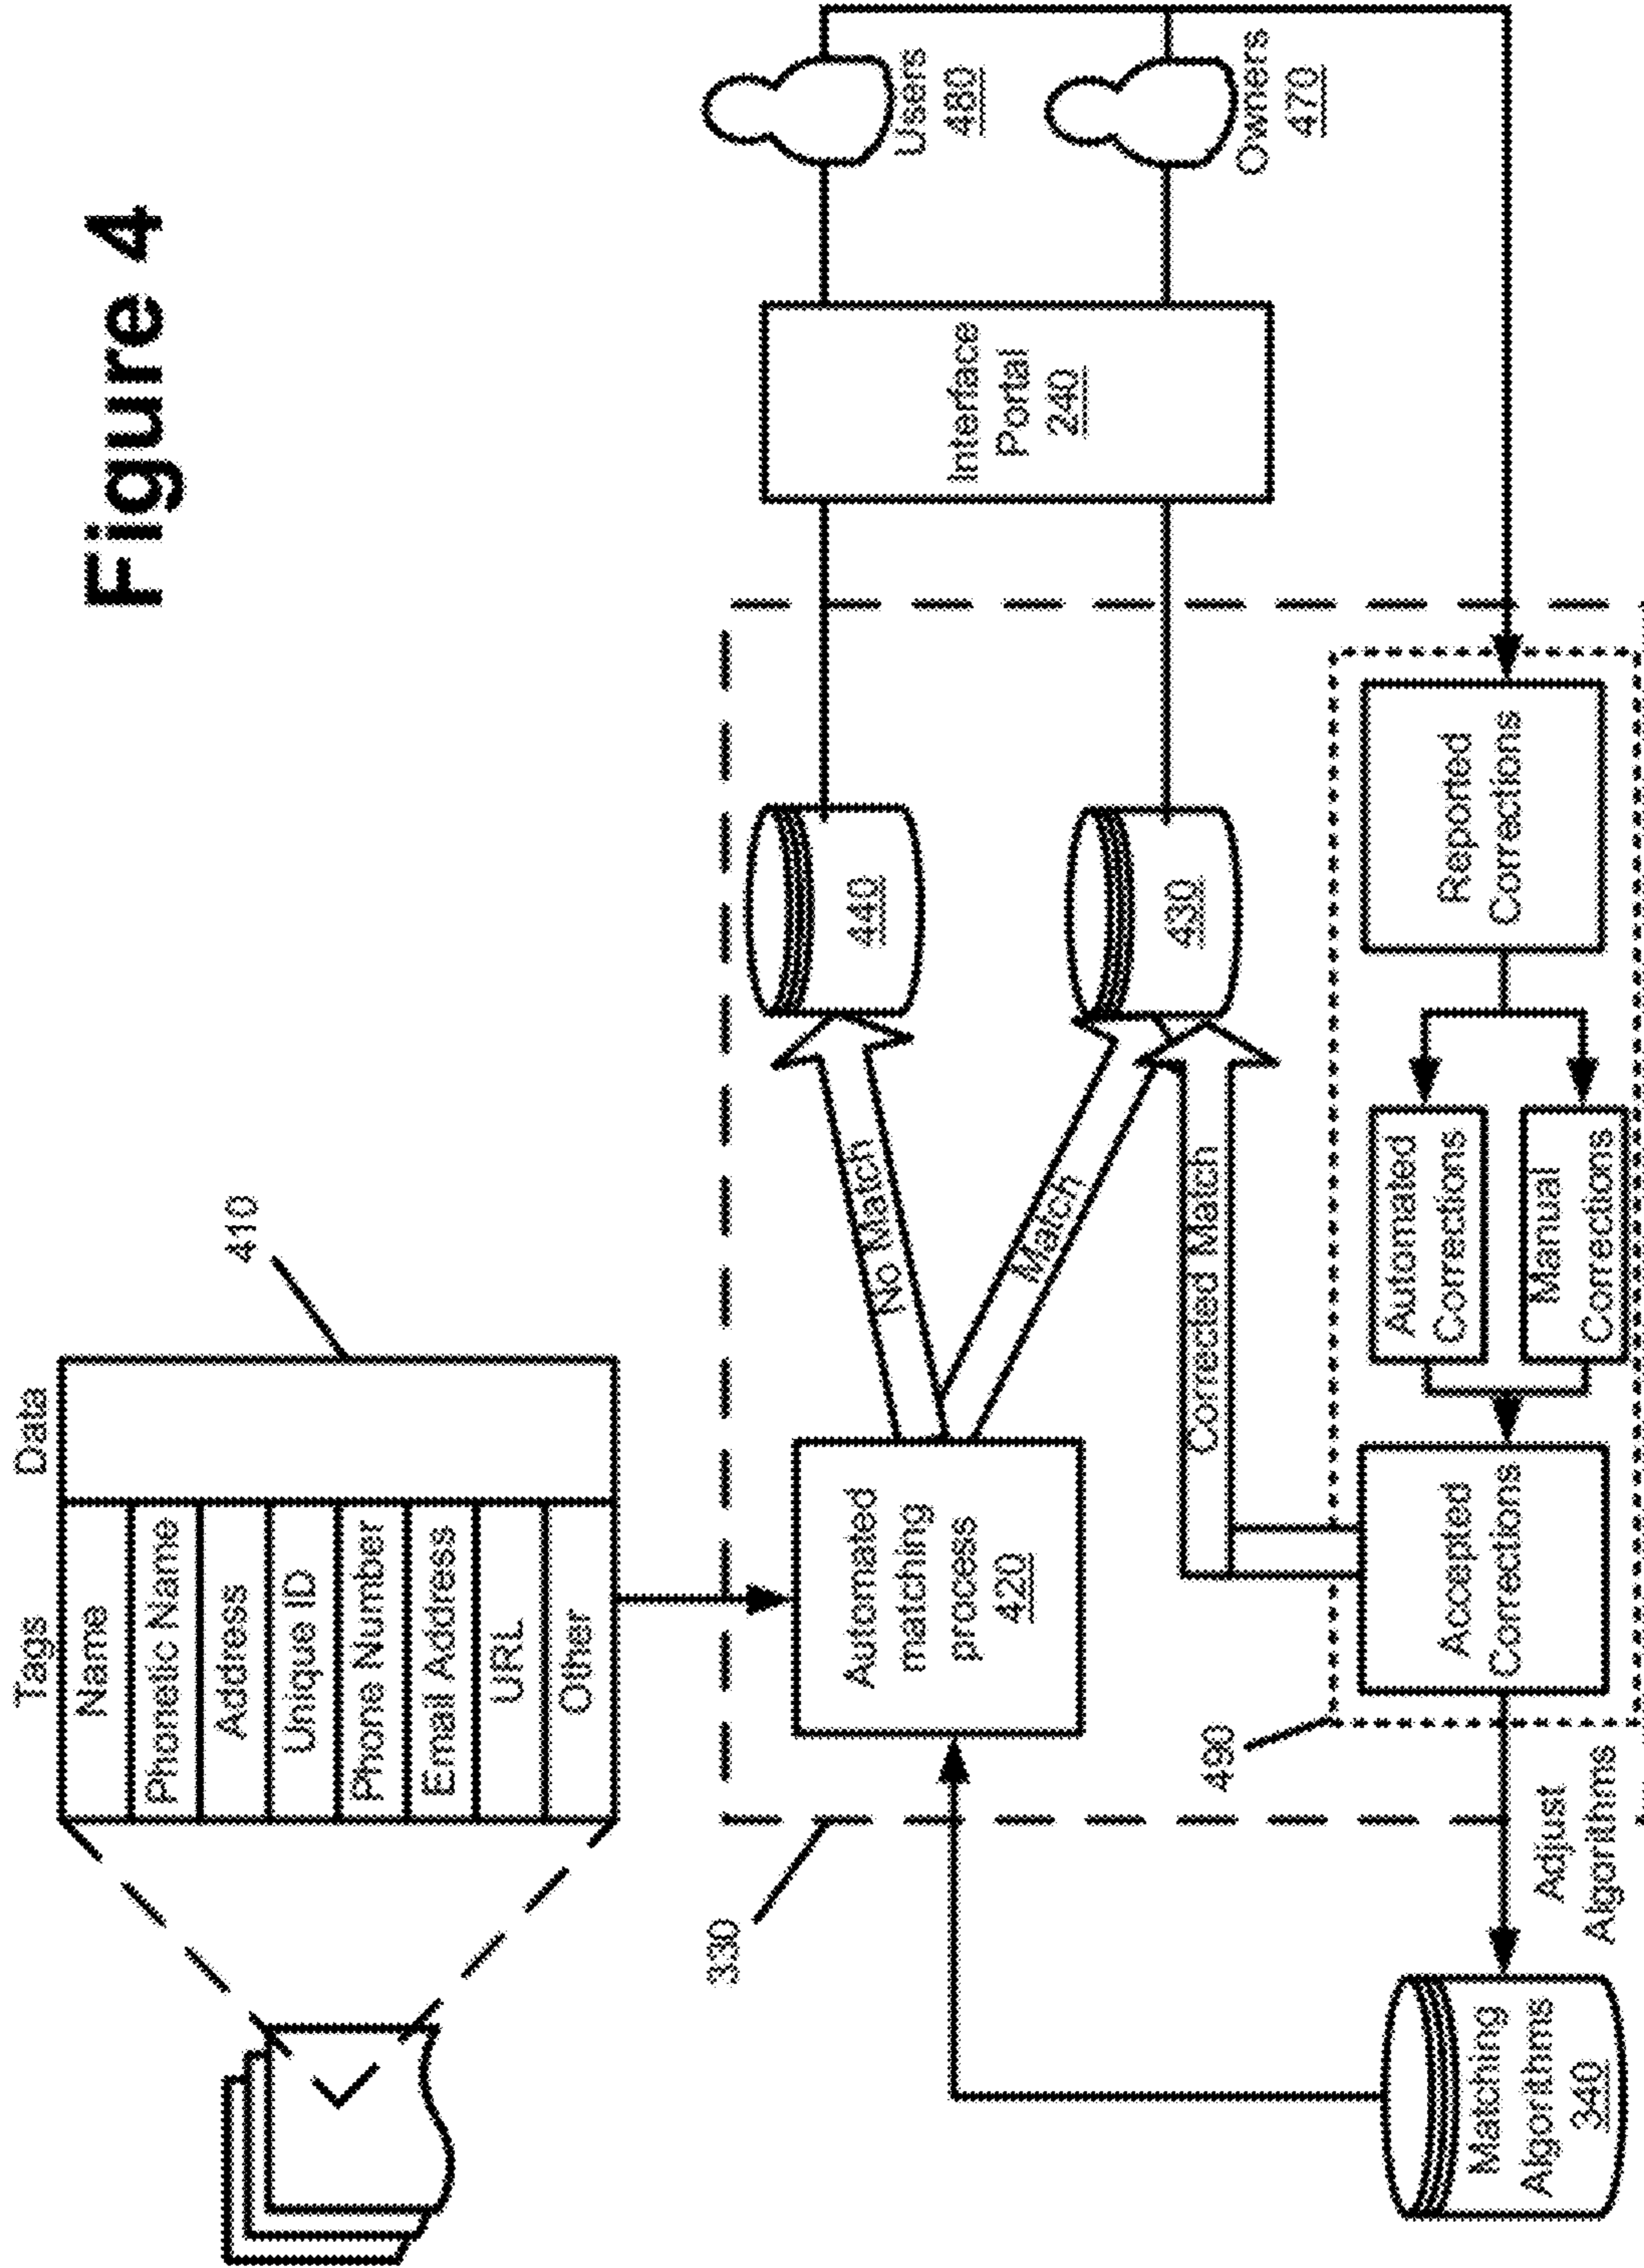 Figure 4
Tags
Data
Name
Phonetic Name
Address
Unique ID
Phone Number
Email Address
URL
Other
410
330
Automated
matching
process
420
No Match
Match
Corrected Match
440
430
Interface
Portal
240
Users
480
Owners
470
490
Accepted
Corrections
Automated
Corrections
Manual
Corrections
Reported
Corrections
Adjust
Algorithms
Matching
Algorithms
340